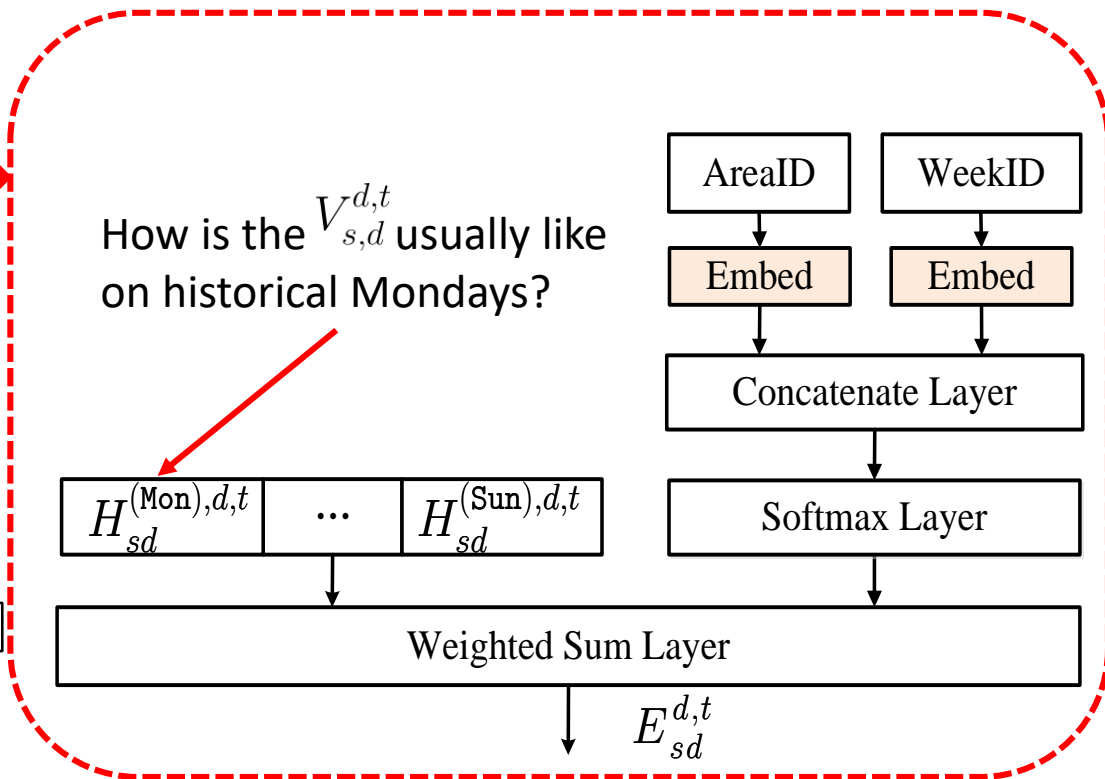 AreaID WeekID
How is the V_{s,d}^{d,t} usually like
on historical Mondays?
Embed Embed
Concatenate Layer
H_{sd}^{(Mon),d,t} ... H_{sd}^{(Sun),d,t}
Softmax Layer
Weighted Sum Layer
E_{sd}^{d,t}